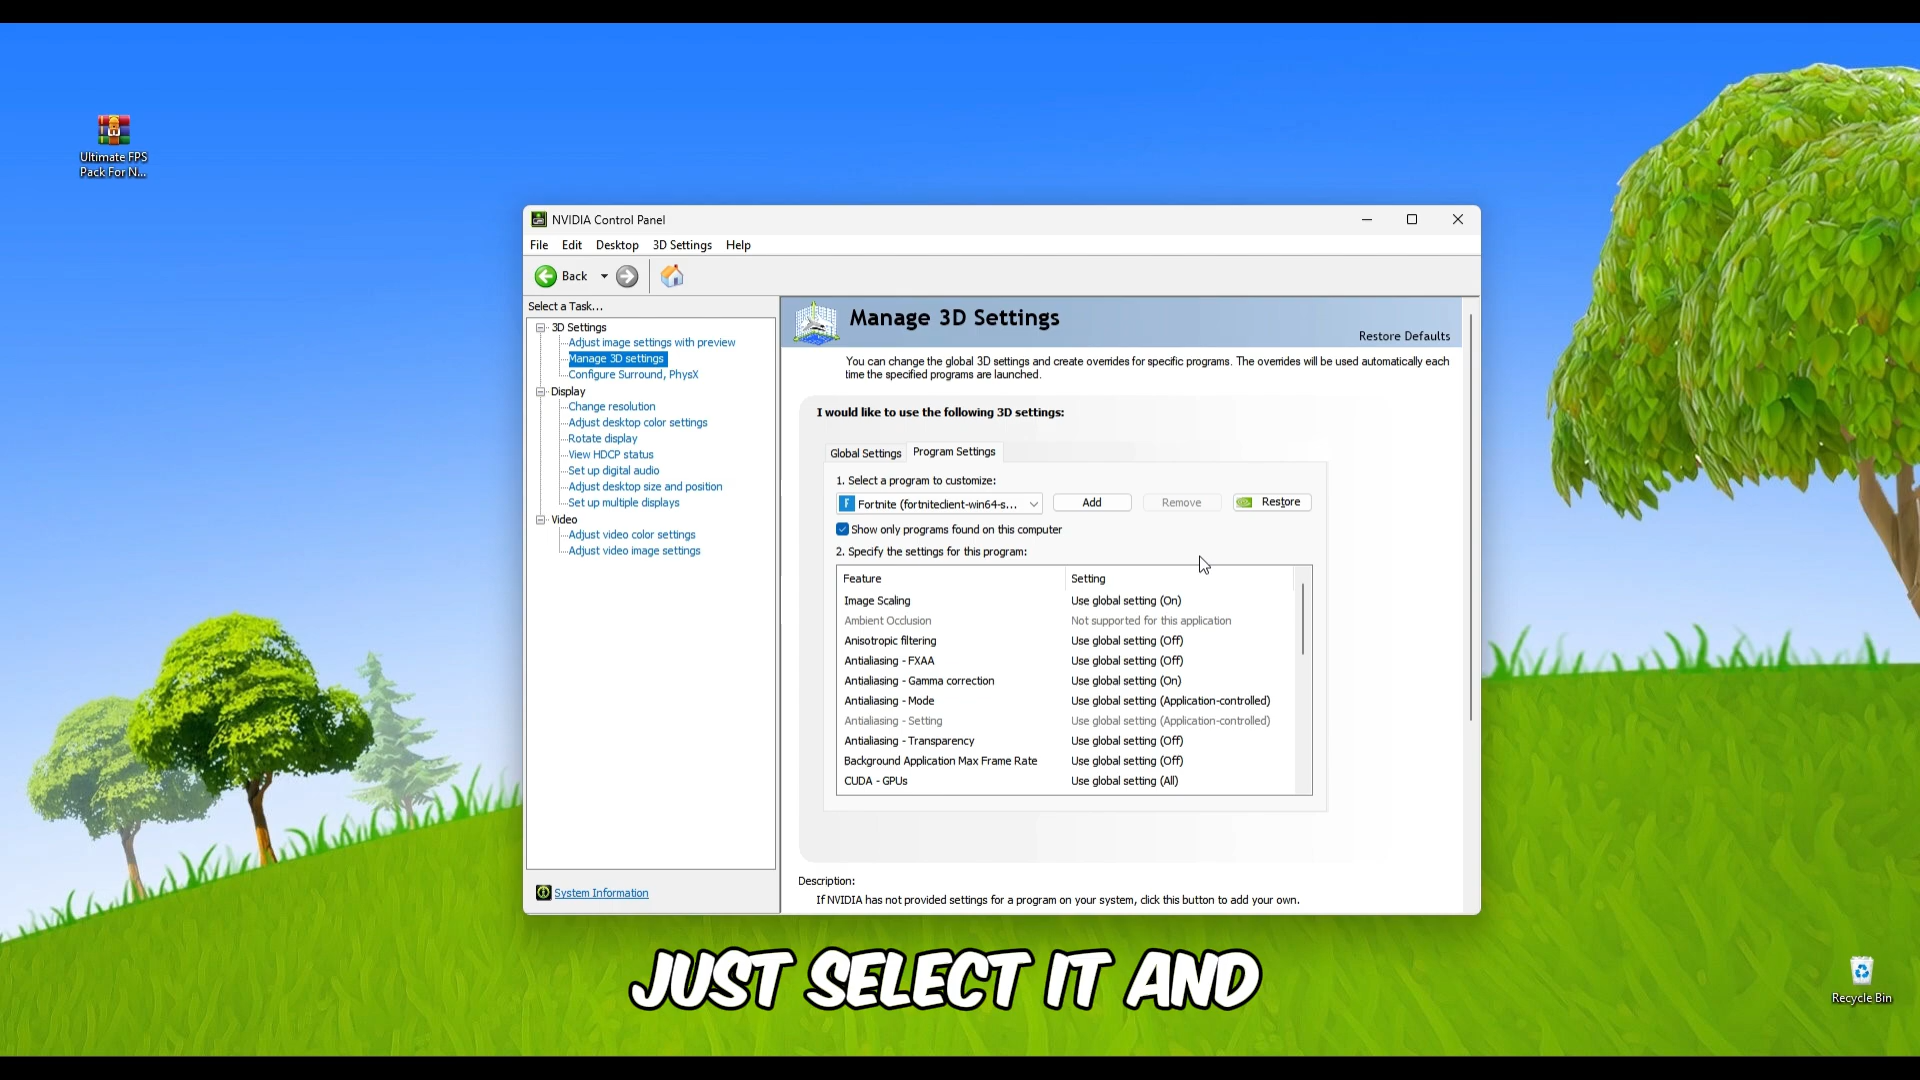 Ultimate FPS
Pack For N...
NVIDIA Control Panel
File Edit Desktop 3D Settings Help
Back
Select a Task...
3D Settings
Adjust image settings with preview
Manage 3D settings
Configure Surround, PhysX
Display
Change resolution
Adjust desktop color settings
Rotate display
View HDCP status
Set up digital audio
Adjust desktop size and position
Set up multiple displays
Video
Adjust video color settings
Adjust video image settings
System Information
Manage 3D Settings
Restore Defaults
You can change the global 3D settings and create overrides for specific programs. The overrides will be used automatically each
time the specified programs are launched.
I would like to use the following 3D settings:
Global Settings Program Settings
1. Select a program to customize:
F Fortnite (fortniteclient-win64-s... Add Remove Restore
Show only programs found on this computer
2. Specify the settings for this program:
Feature Setting
Image Scaling Use global setting (On)
Ambient Occlusion Not supported for this application
Anisotropic filtering Use global setting (Off)
Antialiasing - FXAA Use global setting (Off)
Antialiasing - Gamma correction Use global setting (On)
Antialiasing - Mode Use global setting (Application-controlled)
Antialiasing - Setting Use global setting (Application-controlled)
Antialiasing - Transparency Use global setting (Off)
Background Application Max Frame Rate Use global setting (Off)
CUDA - GPUs Use global setting (All)
Description:
If NVIDIA has not provided settings for a program on your system, click this button to add your own.
JUST SELECT IT AND
Recycle Bin